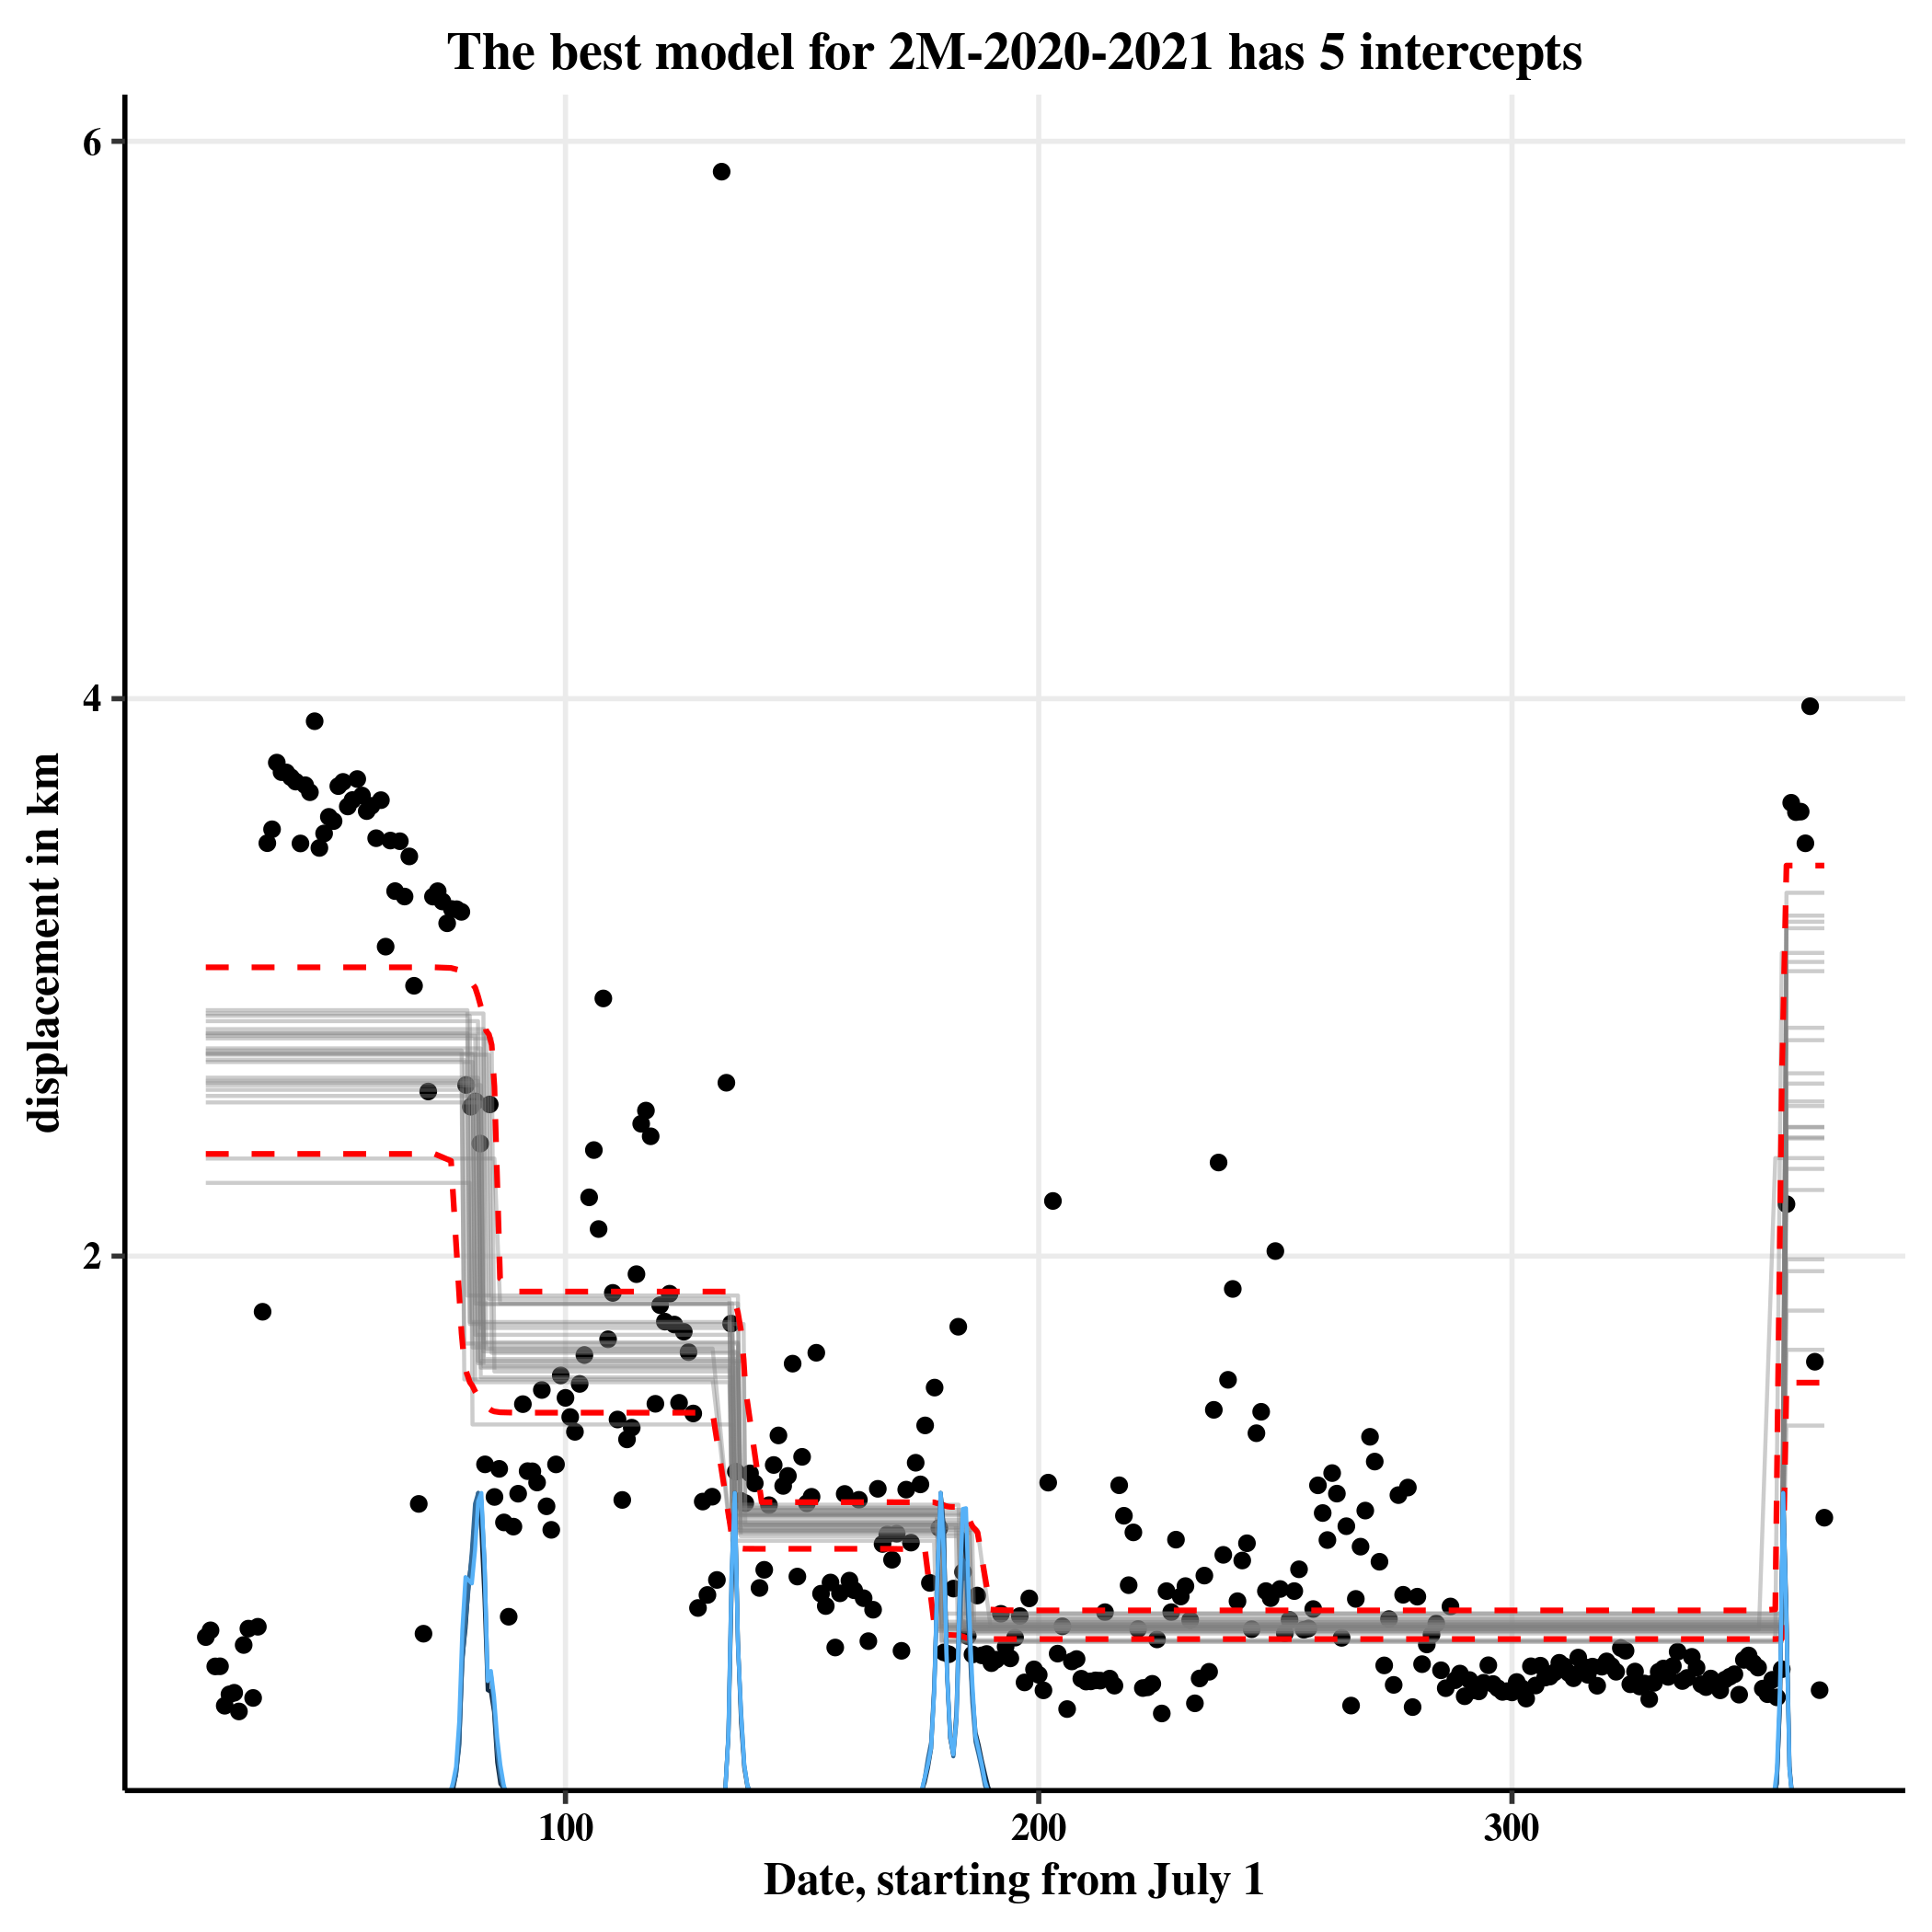 The best model for 2M-2020-2021 has 5 intercepts
6
4
2
displacement in km
100 200 300
Date, starting from July 1